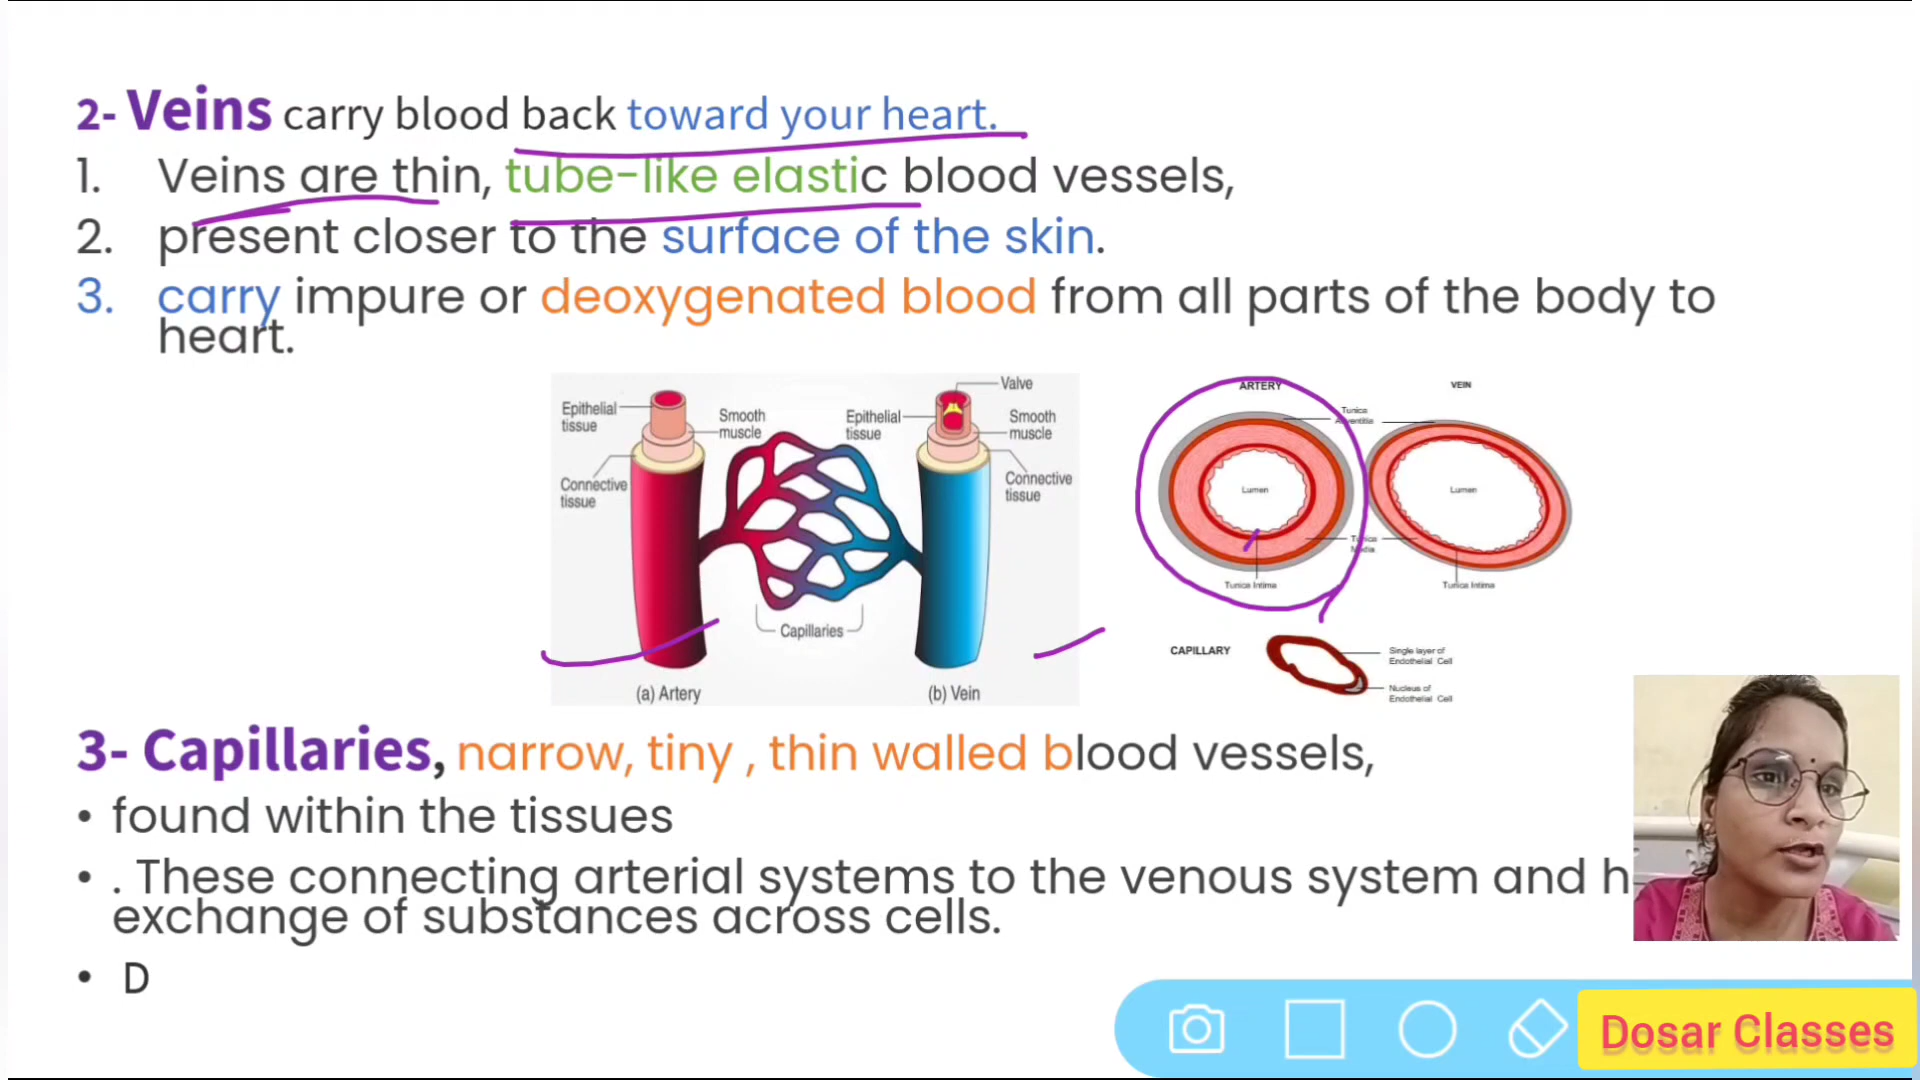 2- Veins carry blood back toward your heart.
1. Veins are thin, tube-like elastic blood vessels,
2. present closer to the surface of the skin.
3. carry impure or deoxygenated blood from all parts of the body to
heart.
Epithelial
tissue
Smooth
muscle
Connective
tissue
Capillaries
(a) Artery
Valve
Epithelial
tissue
Smooth
muscle
Connective
tissue
(b) Vein
ARTERY
VEIN
Tunica
Lumen
Lumen
Tunica Intima
Tunica Intima
CAPILLARY
Single layer of
Endothelial Cell
Nucleus of
Endothelial Cell
3- Capillaries, narrow, tiny , thin walled blood vessels,
• found within the tissues
• . These connecting arterial systems to the venous system and h
exchange of substances across cells.
• D
Dosar Classes